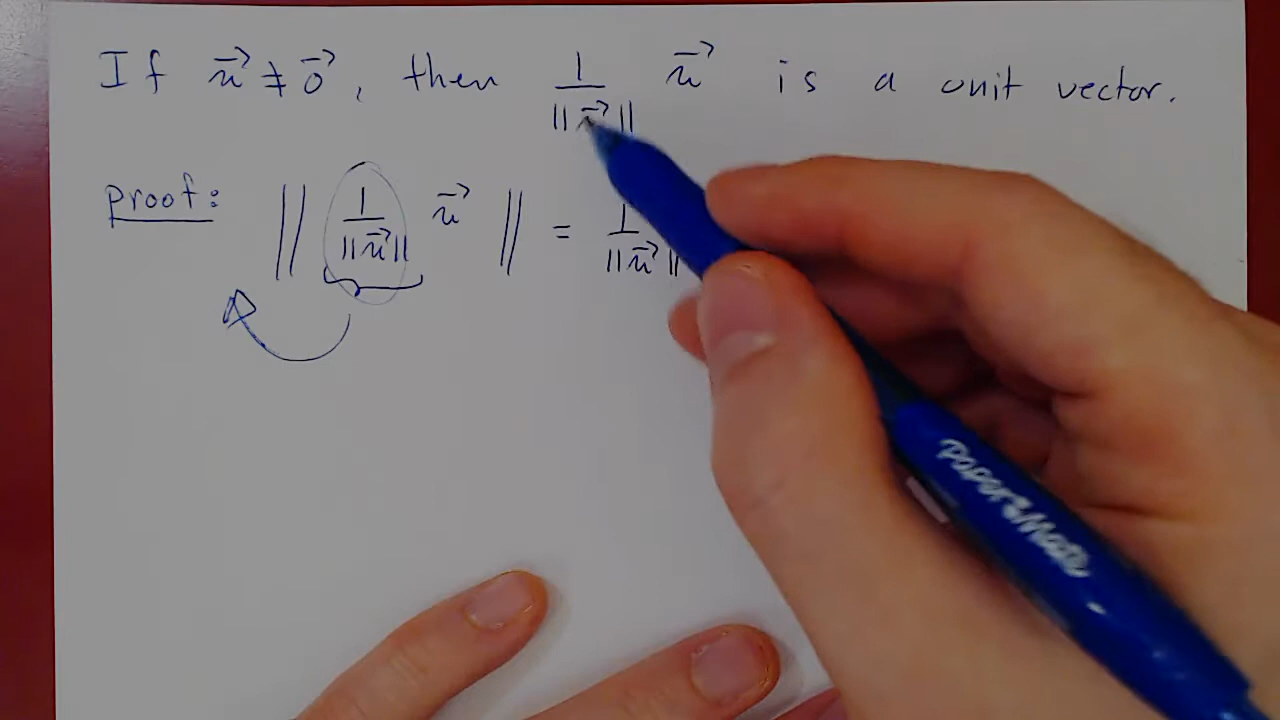 If u⃗ ≠ 0⃗, then 1/||u⃗|| u⃗ is a unit vector.
proof: || 1/||u⃗|| u⃗ || = 1/||u⃗||
PaperMate